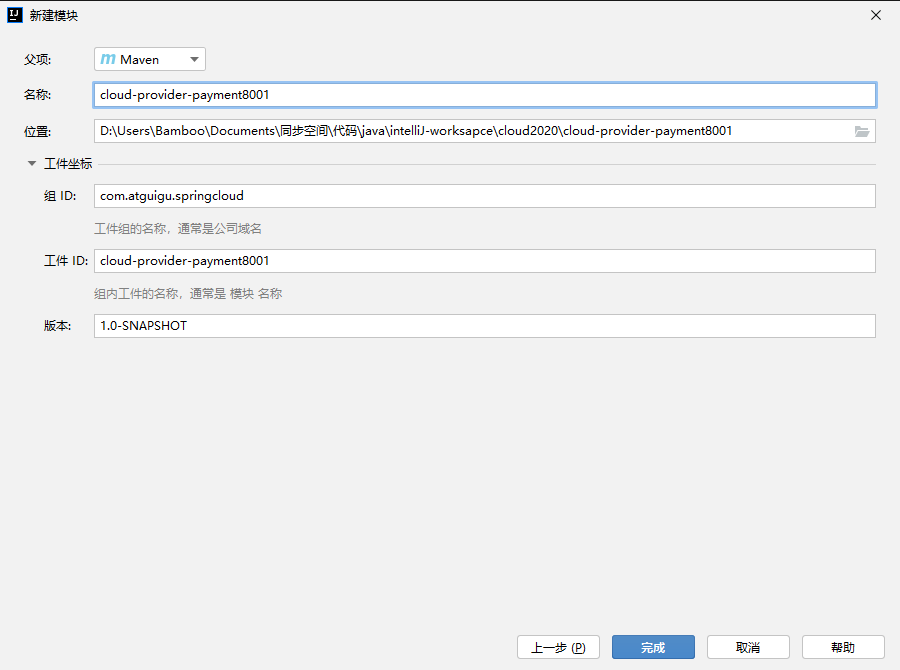 新建模块
父项: Maven
名称: cloud-provider-payment8001
位置: D:\Users\Bamboo\Documents\同步空间\代码\java\intelliJ-worksapce\cloud2020\cloud-provider-payment8001
工件坐标
组 ID: com.atguigu.springcloud
工件组的名称，通常是公司域名
工件 ID: cloud-provider-payment8001
组内工件的名称，通常是 模块 名称
版本: 1.0-SNAPSHOT
上一步 (P) 完成 取消 帮助